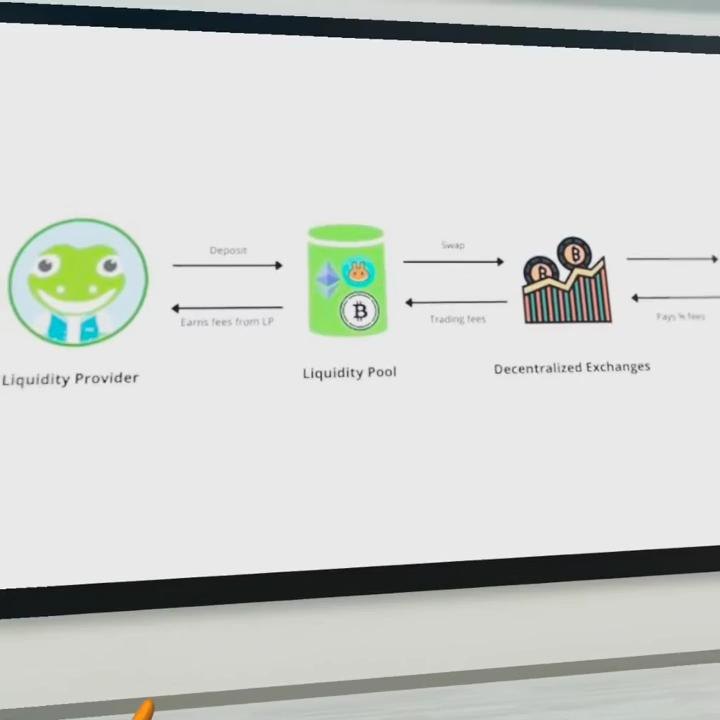 Deposit
Earns fees from LP
Liquidity Provider
Swap
Trading fees
Liquidity Pool
Decentralized Exchanges
Pays % fees